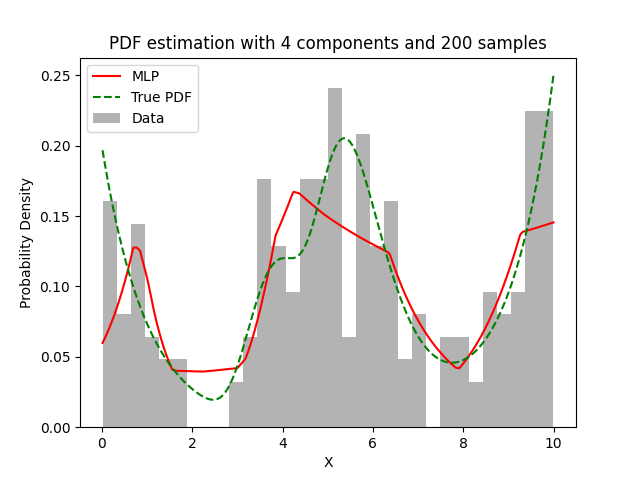 PDF estimation with 4 components and 200 samples
MLP
True PDF
Data
0.25
0.20
0.15
0.10
0.05
0.00
Probability Density
0 2 4 6 8 10
X